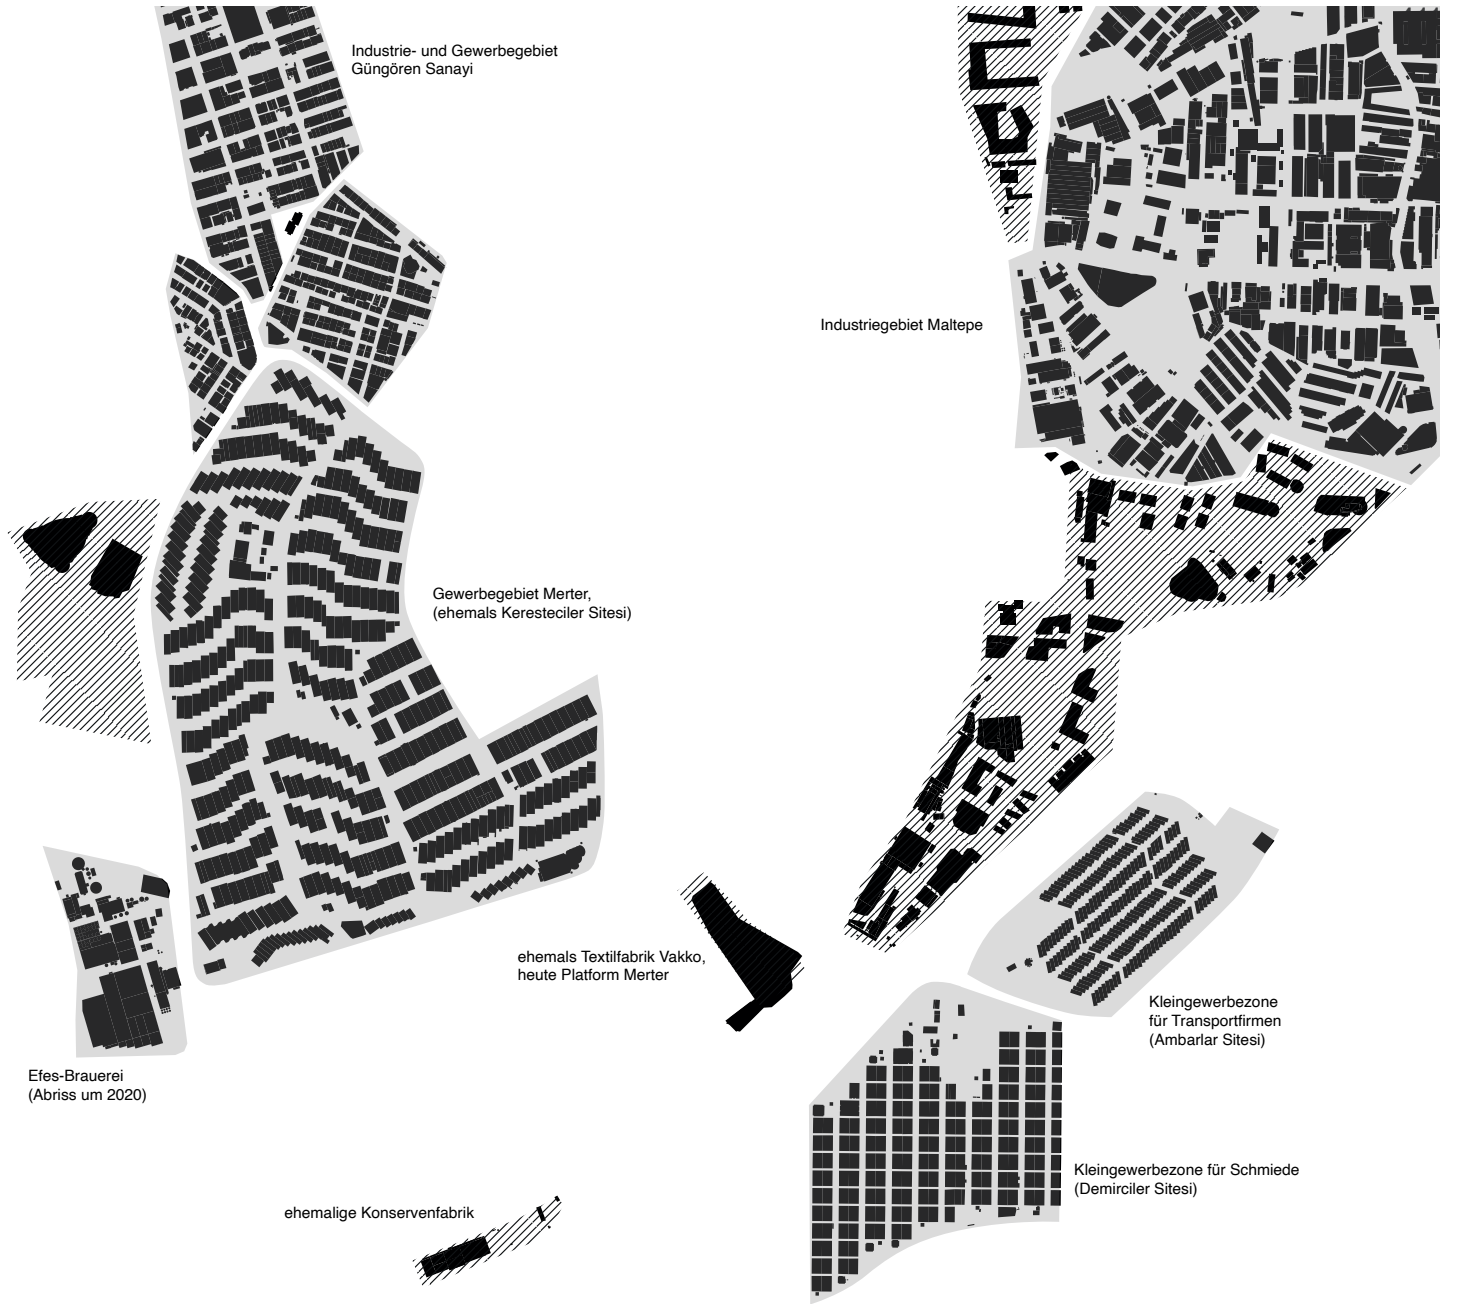 Industrie- und Gewerbegebiet
Güngören Sanayi
Industriegebiet Maltepe
Gewerbegebiet Merter,
(ehemals Keresteciler Sitesi)
ehemals Textilfabrik Vakko,
heute Platform Merter
Kleingewerbezone
für Transportfirmen
(Ambarlar Sitesi)
Efes-Brauerei
(Abriss um 2020)
Kleingewerbezone für Schmiede
(Demirciler Sitesi)
ehemalige Konservenfabrik